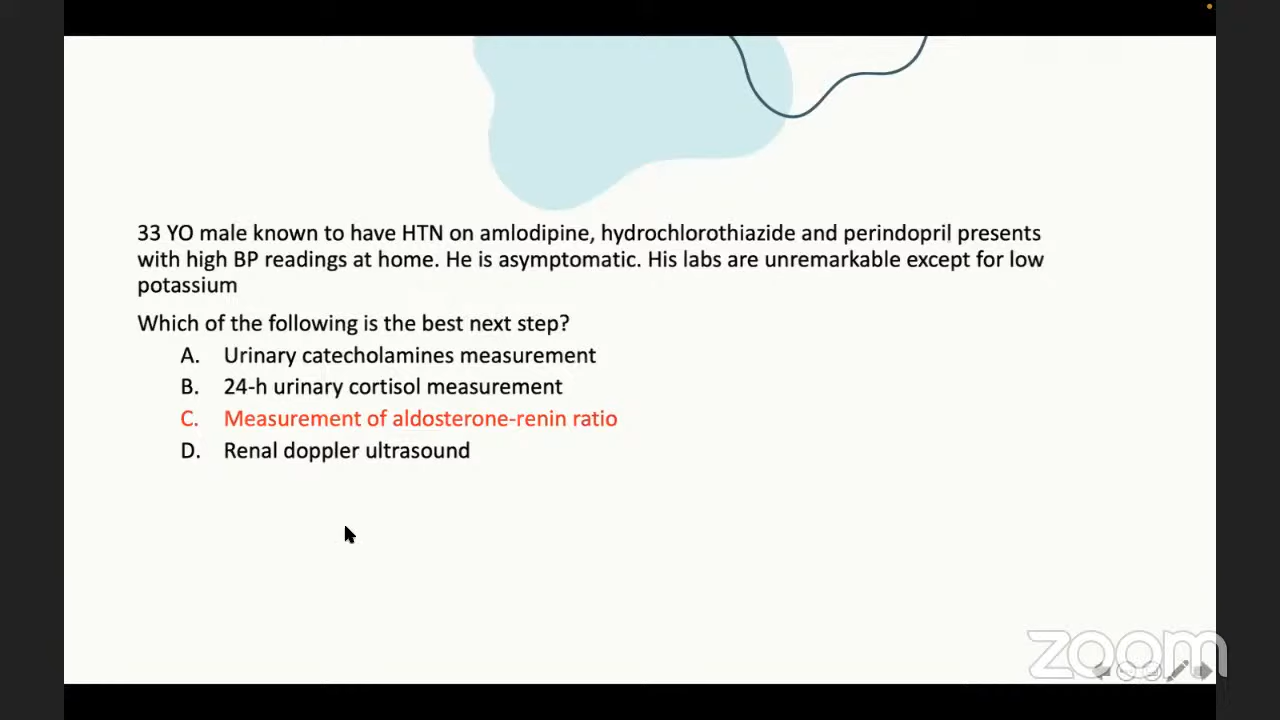 33 YO male known to have HTN on amlodipine, hydrochlorothiazide and perindopril presents
with high BP readings at home. He is asymptomatic. His labs are unremarkable except for low
potassium
Which of the following is the best next step?
A. Urinary catecholamines measurement
B. 24-h urinary cortisol measurement
C. Measurement of aldosterone-renin ratio
D. Renal doppler ultrasound
zoom